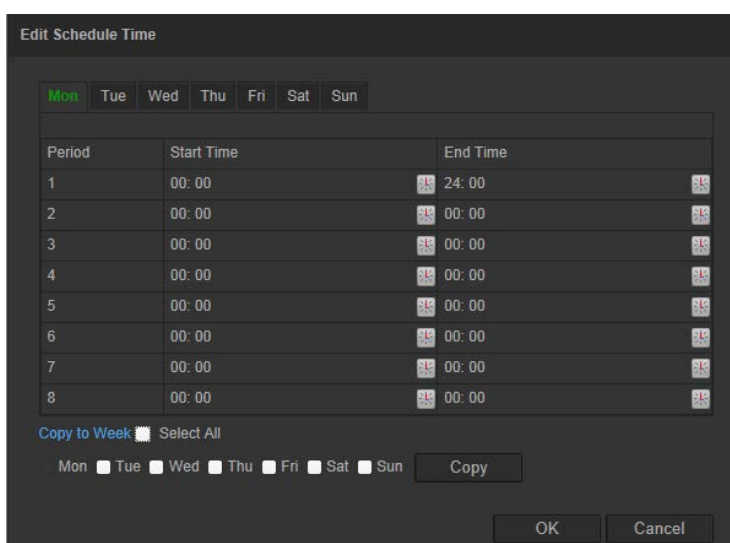 Edit Schedule Time
Mon Tue Wed Thu Fri Sat Sun
Period Start Time End Time
1 00: 00 24: 00
2 00: 00 00: 00
3 00: 00 00: 00
4 00: 00 00: 00
5 00: 00 00: 00
6 00: 00 00: 00
7 00: 00 00: 00
8 00: 00 00: 00
Copy to Week Select All
Mon Tue Wed Thu Fri Sat Sun Copy
OK Cancel